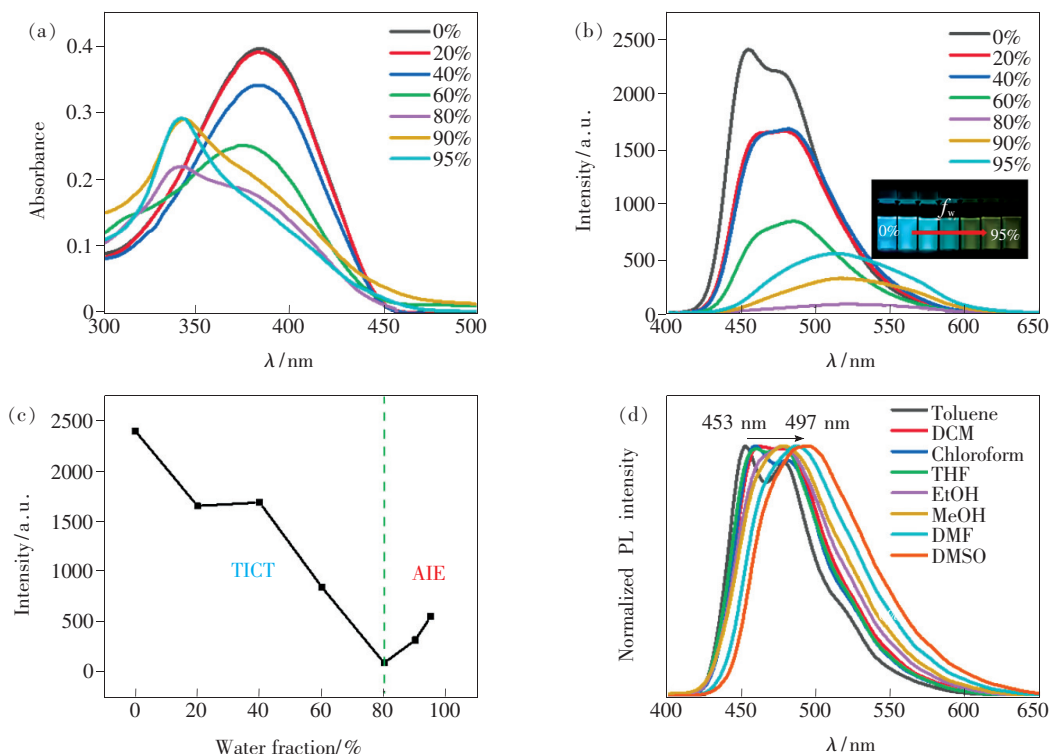 (a)
0%
20%
40%
60%
80%
90%
95%
Absorbance
0.4
0.3
0.2
0.1
0
300
350
400
450
500
λ/nm
(b)
0%
20%
40%
60%
80%
90%
95%
Intensity/a.u.
2500
2000
1500
1000
500
0
fw
0%
95%
400
450
500
550
600
650
λ/nm
(c)
Intensity/a.u.
2500
2000
1500
1000
500
0
TICT
AIE
0
20
40
60
80
100
Water fraction/%
(d)
453 nm
497 nm
Toluene
DCM
Chloroform
THF
EtOH
MeOH
DMF
DMSO
Normalized PL intensity
400
450
500
550
600
650
λ/nm